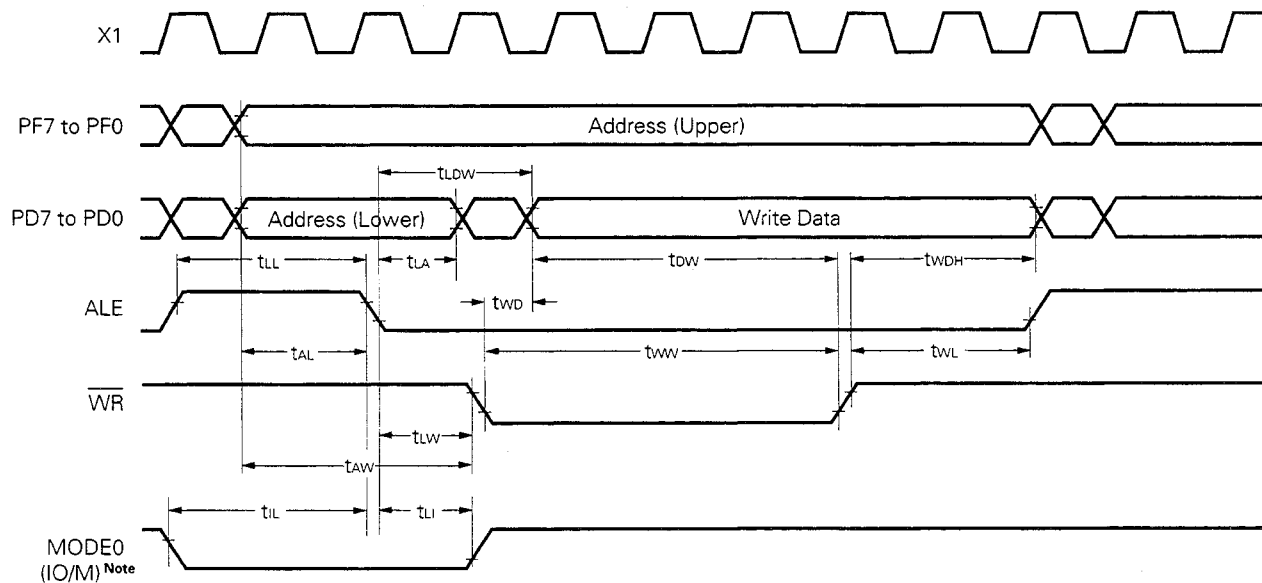 X1
PF7 to PF0
Address (Upper)
tLDW
PD7 to PD0
Address (Lower)
Write Data
tLL
tLA
tDW
tWDH
tWD
ALE
tAL
tWW
tWL
WR
tLW
tAW
tIL
tLI
MODE0
(IO/M) Note